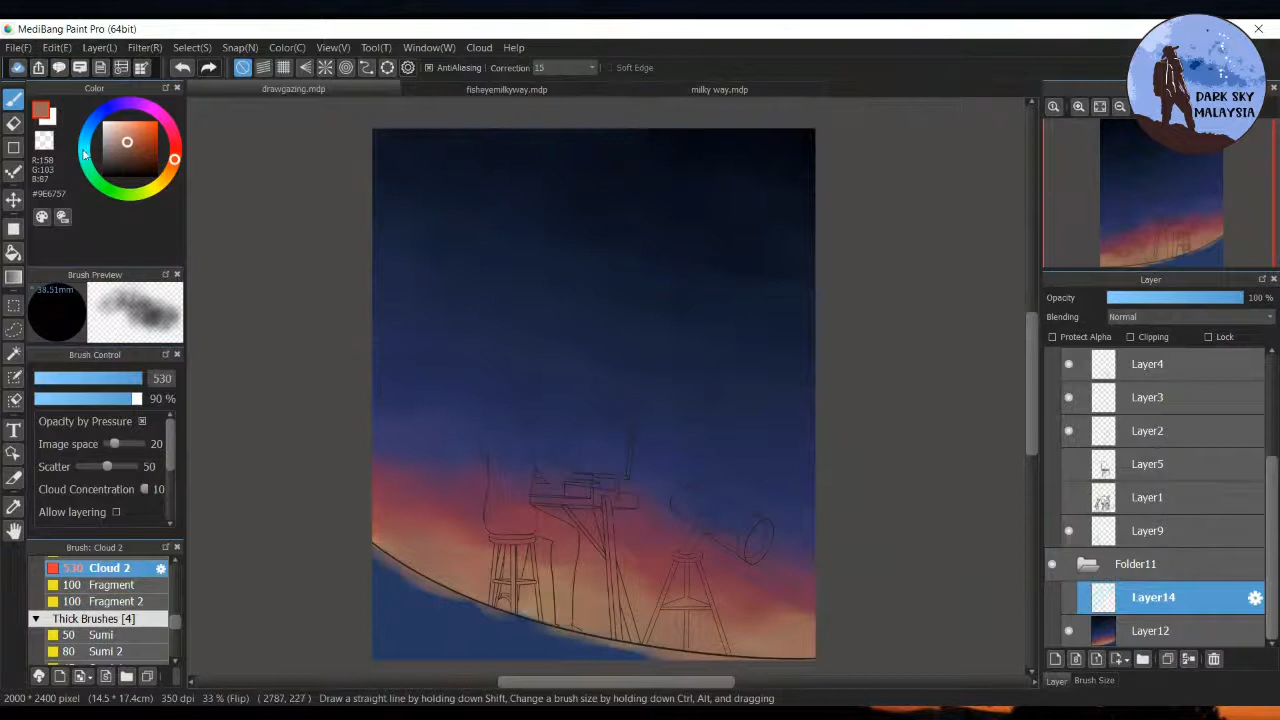 MediBang Paint Pro (64bit)
File(F) Edit(E) Layer(L) Filter(R) Select(S) Snap(N) Color(C) View(V) Tool(T) Window(W) Cloud Help
AntiAliasing Correction 15 Soft Edge
Color
drawgazing.mdp fisheyemilkyway.mdp milky way.mdp
DARK SKY
MALAYSIA
R:158
G:103
B:87
#9E6757
Brush Preview
38.51mm
Brush Control
530
90 %
Opacity by Pressure
Image space 20
Scatter 50
Cloud Concentration 10
Allow layering
Brush: Cloud 2
530 Cloud 2
100 Fragment
100 Fragment 2
Thick Brushes [4]
50 Sumi
80 Sumi 2
Layer
Opacity 100 %
Blending Normal
Protect Alpha Clipping Lock
Layer4
Layer3
Layer2
Layer5
Layer1
Layer9
Folder11
Layer14
Layer12
Layer Brush Size
2000 * 2400 pixel (14.5 * 17.4cm) 350 dpi 33 % (Flip) ( 2787, 227 ) Draw a straight line by holding down Shift, Change a brush size by holding down Ctrl, Alt, and dragging